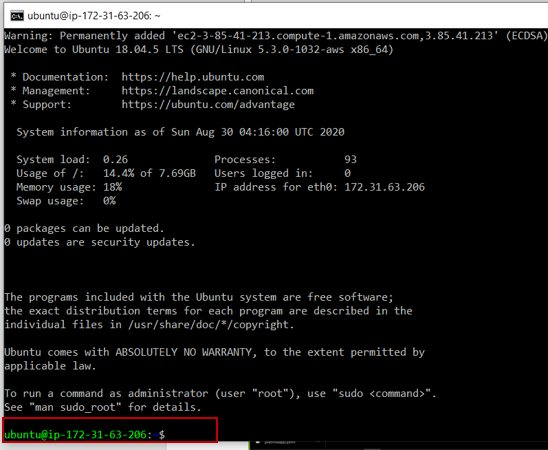 ubuntu@ip-172-31-63-206: ~
Warning: Permanently added 'ec2-3-85-41-213.compute-1.amazonaws.com,3.85.41.213' (ECDSA)
Welcome to Ubuntu 18.04.5 LTS (GNU/Linux 5.3.0-1032-aws x86_64)
* Documentation: https://help.ubuntu.com
* Management: https://landscape.canonical.com
* Support: https://ubuntu.com/advantage
System information as of Sun Aug 30 04:16:00 UTC 2020
System load: 0.26 Processes: 93
Usage of /: 14.4% of 7.69GB Users logged in: 0
Memory usage: 18% IP address for eth0: 172.31.63.206
Swap usage: 0%
0 packages can be updated.
0 updates are security updates.
The programs included with the Ubuntu system are free software;
the exact distribution terms for each program are described in the
individual files in /usr/share/doc/*/copyright.
Ubuntu comes with ABSOLUTELY NO WARRANTY, to the extent permitted by
applicable law.
To run a command as administrator (user "root"), use "sudo <command>".
See "man sudo_root" for details.
ubuntu@ip-172-31-63-206: $